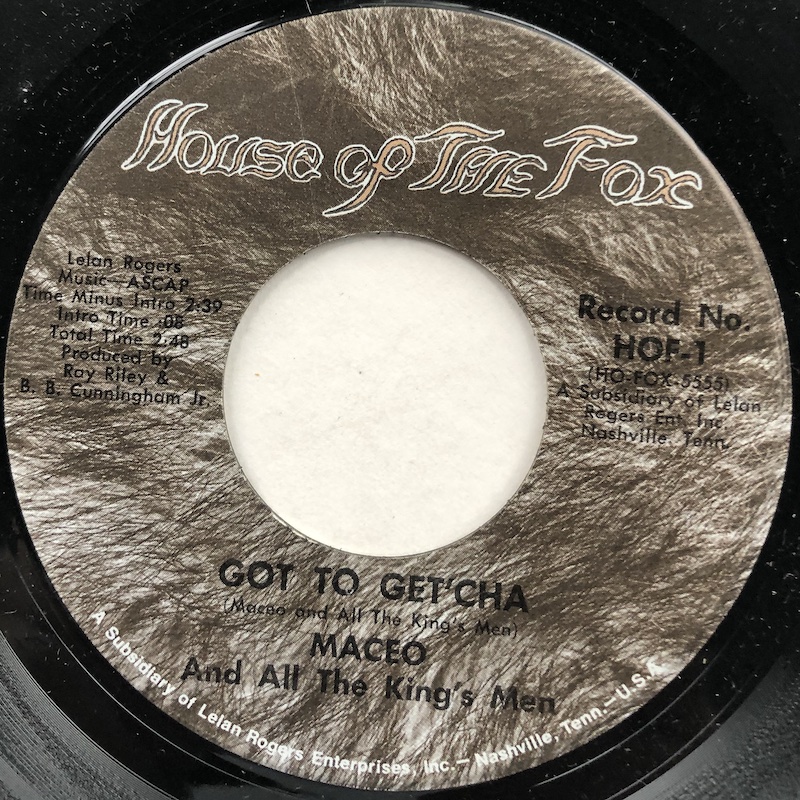 House of The Fox
Lelan Rogers
Music—ASCAP
Time Minus Intro 2:39
Intro Time :08
Total Time 2:48
Produced by
Ray Riley &
B. B. Cunningham Jr.
Record No.
HOF-1
(HO-FOX-5555)
A Subsidiary of Lelan
Rogers Ent. Inc.
Nashville, Tenn.
GOT TO GET'CHA
(Maceo and All The King's Men)
MACEO
And All The King's Men
A Subsidiary of Lelan Rogers Enterprises, Inc.— Nashville, Tenn.—U.S.A.